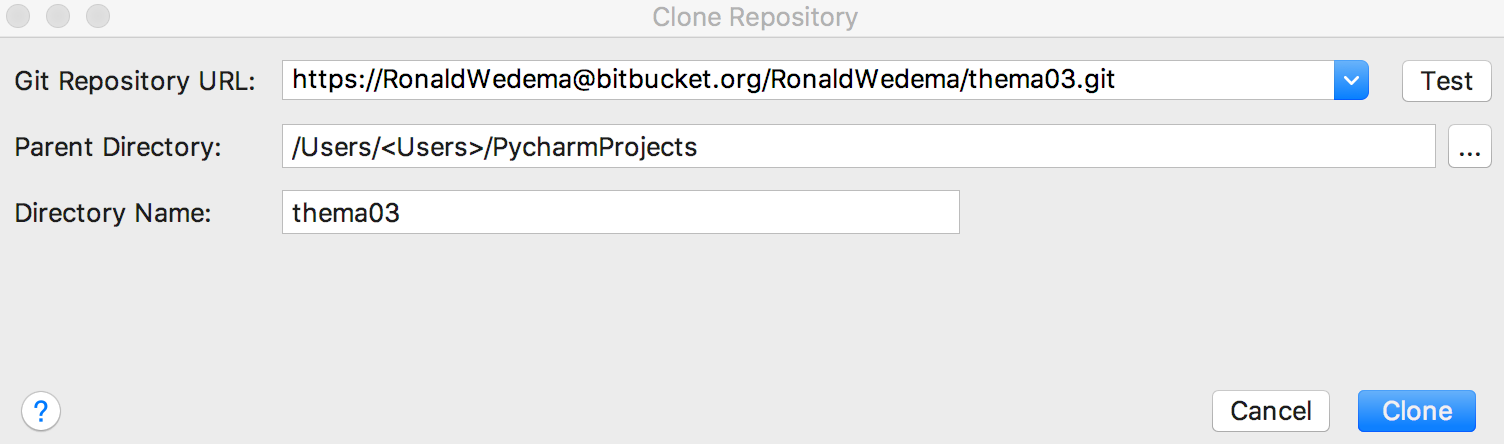 Clone Repository
Git Repository URL: https://RonaldWedema@bitbucket.org/RonaldWedema/thema03.git Test
Parent Directory: /Users/<Users>/PycharmProjects ...
Directory Name: thema03
? Cancel Clone